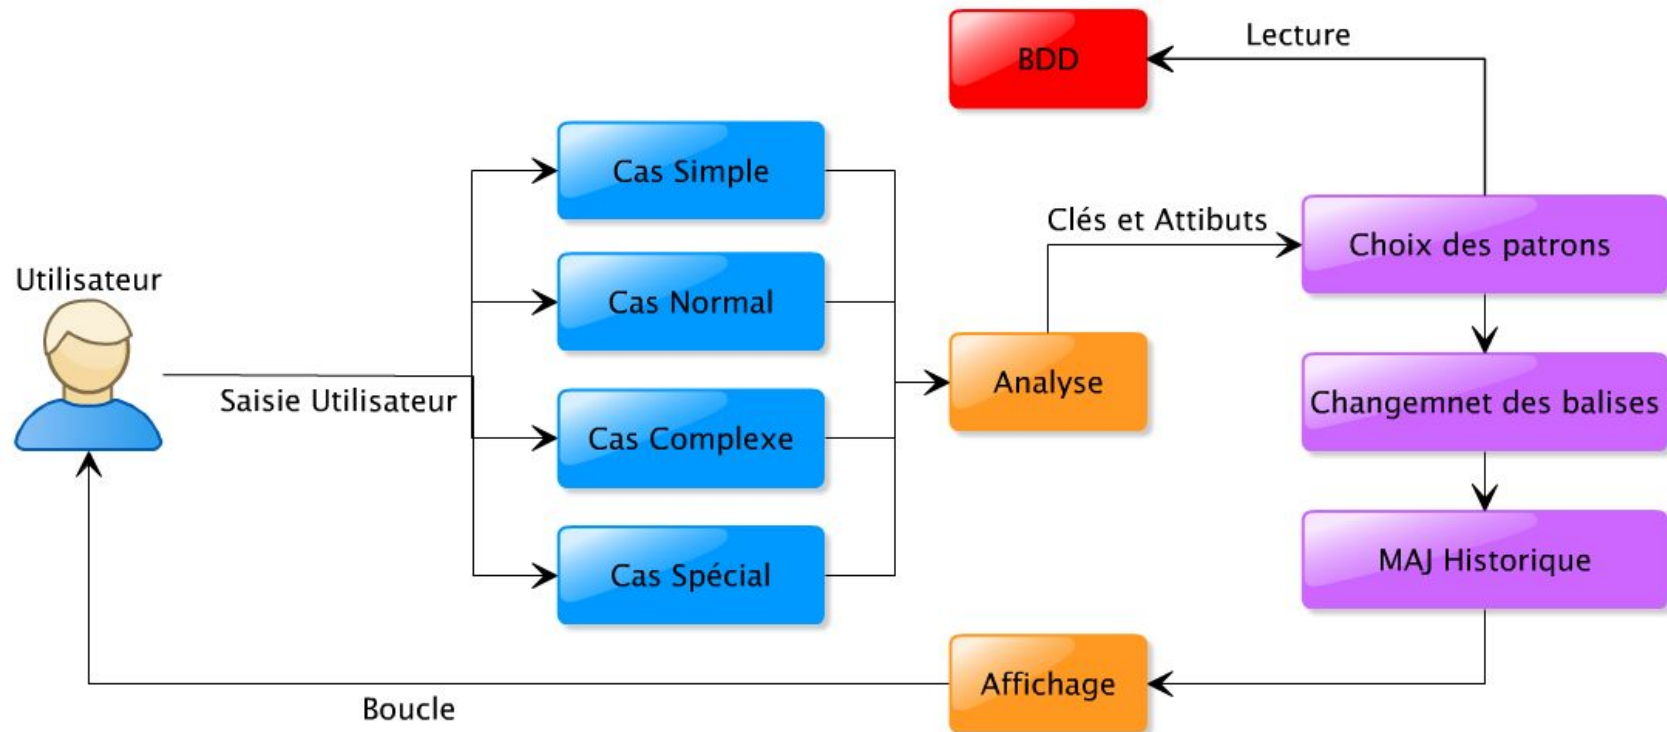 BDD
Lecture
Cas Simple
Clés et Attibuts
Choix des patrons
Utilisateur
Cas Normal
Saisie Utilisateur
Analyse
Changemnet des balises
Cas Complexe
MAJ Historique
Cas Spécial
Affichage
Boucle